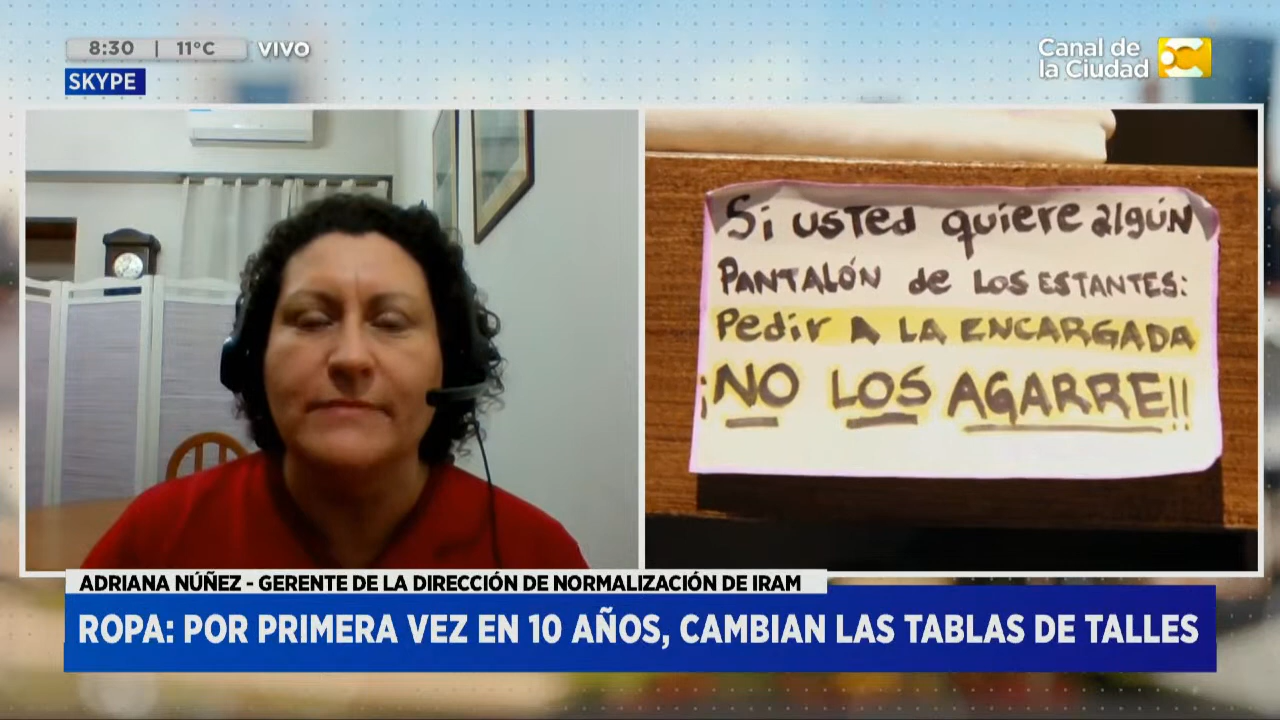 8:30 | 11°C VIVO
SKYPE
Canal de
la Ciudad
Si usted quiere algún
PANTALÓN de LOS ESTANTES:
Pedir A LA ENCARGADA
¡NO LOS AGARRE!!
ADRIANA NÚÑEZ - GERENTE DE LA DIRECCIÓN DE NORMALIZACIÓN DE IRAM
ROPA: POR PRIMERA VEZ EN 10 AÑOS, CAMBIAN LAS TABLAS DE TALLES